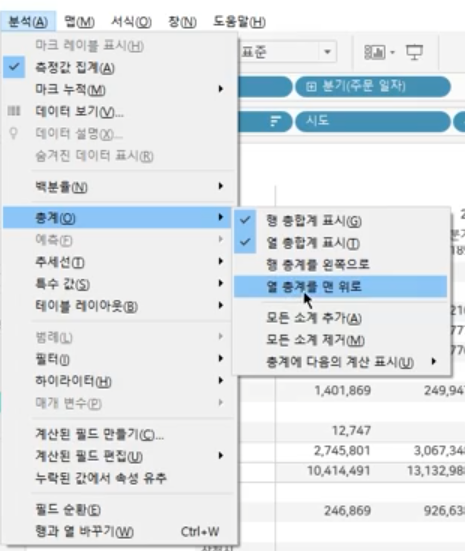 분석(A) 맵(M) 서식(O) 창(N) 도움말(H)
마크 레이블 표시(H)
표준
측정값 집계(A)
마크 누적(M)
분기(주문 일자)
데이터 보기(V)...
시도
데이터 설명(X)...
숨겨진 데이터 표시(R)
백분율(N)
총계(O)
행 총합계 표시(G)
열 총합계 표시(T)
행 총계를 왼쪽으로
열 총계를 맨 위로
모든 소계 추가(A)
모든 소계 제거(M)
총계에 다음의 계산 표시(U)
예측(F)
추세선(T)
특수 값(S)
테이블 레이아웃(B)
범례(L)
필터(I)
하이라이터(H)
1,401,869 249,94
매개 변수(P)
계산된 필드 만들기(C)...
12,747
계산된 필드 편집(U)
2,745,801 3,067,34
누락된 값에서 속성 유추
10,414,491 13,132,98
필드 순환(E)
246,869 926,63
행과 열 바꾸기(W) Ctrl+W